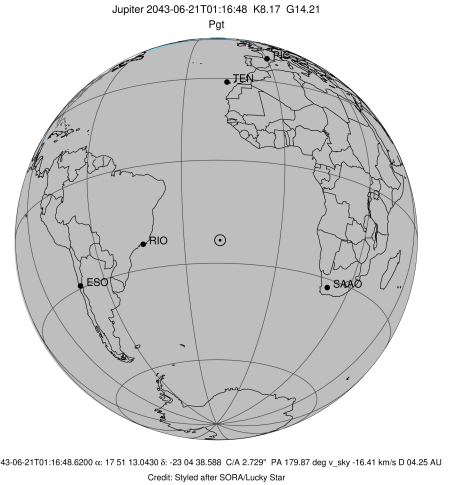 Jupiter 2043-06-21T01:16:48 K8.17 G14.21
Pgt
PIC
TEN
RIO
ESO
SAAO
43-06-21T01:16:48.6200 α: 17 51 13.0430 δ: -23 04 38.588 C/A 2.729" PA 179.87 deg v_sky -16.41 km/s D 04.25 AU
Credit: Styled after SORA/Lucky Star